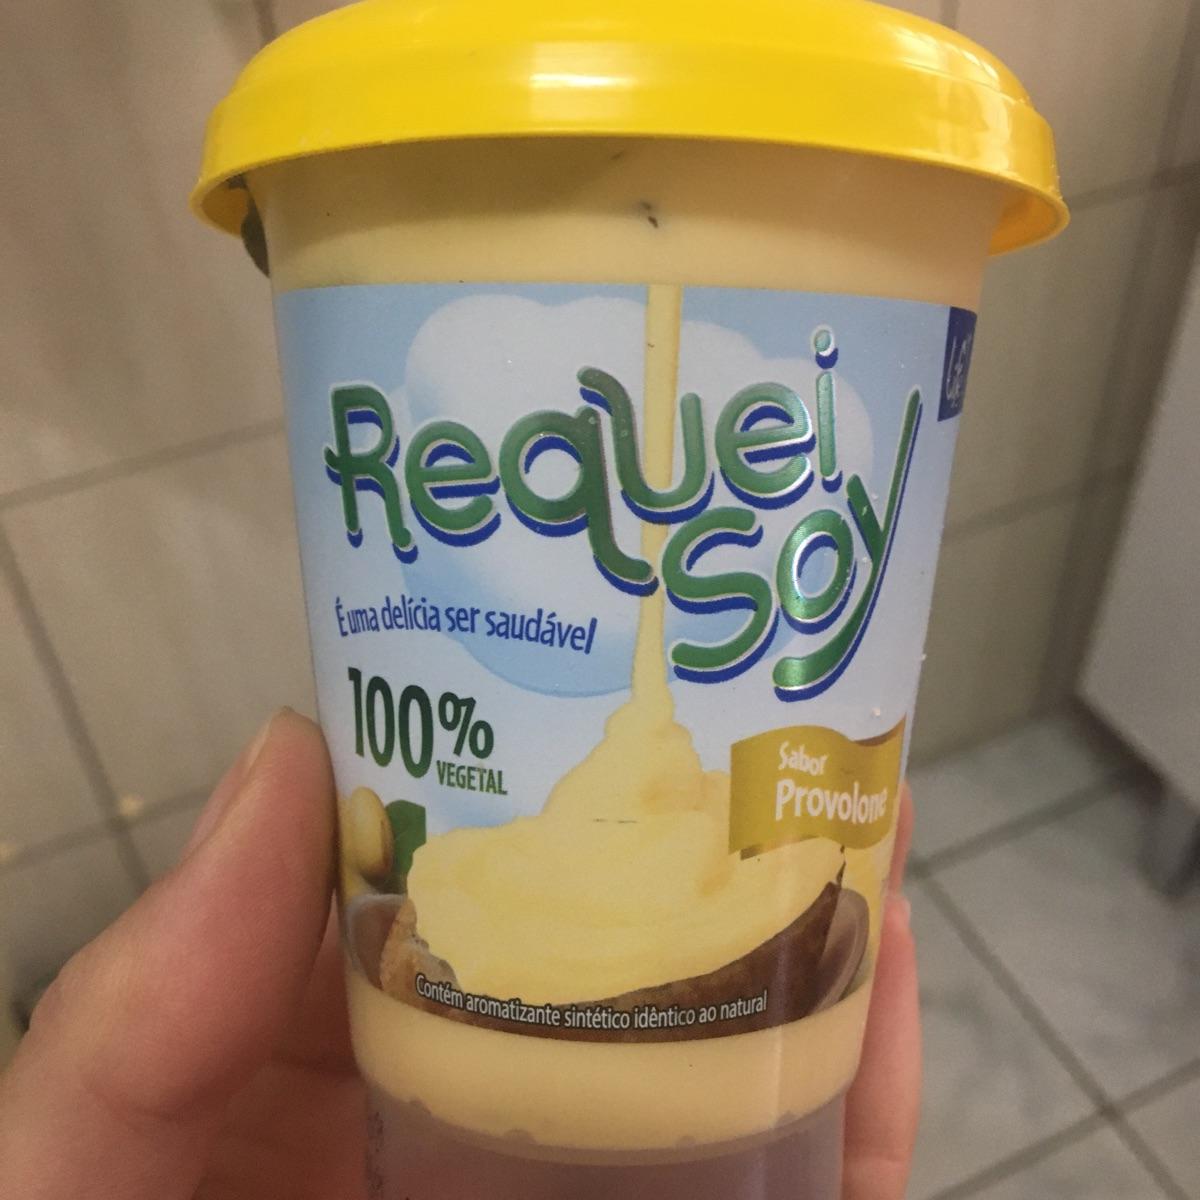 Requei
Soy
É uma delícia ser saudável
100%
VEGETAL
Sabor
Provolone
Contém aromatizante sintético idêntico ao natural